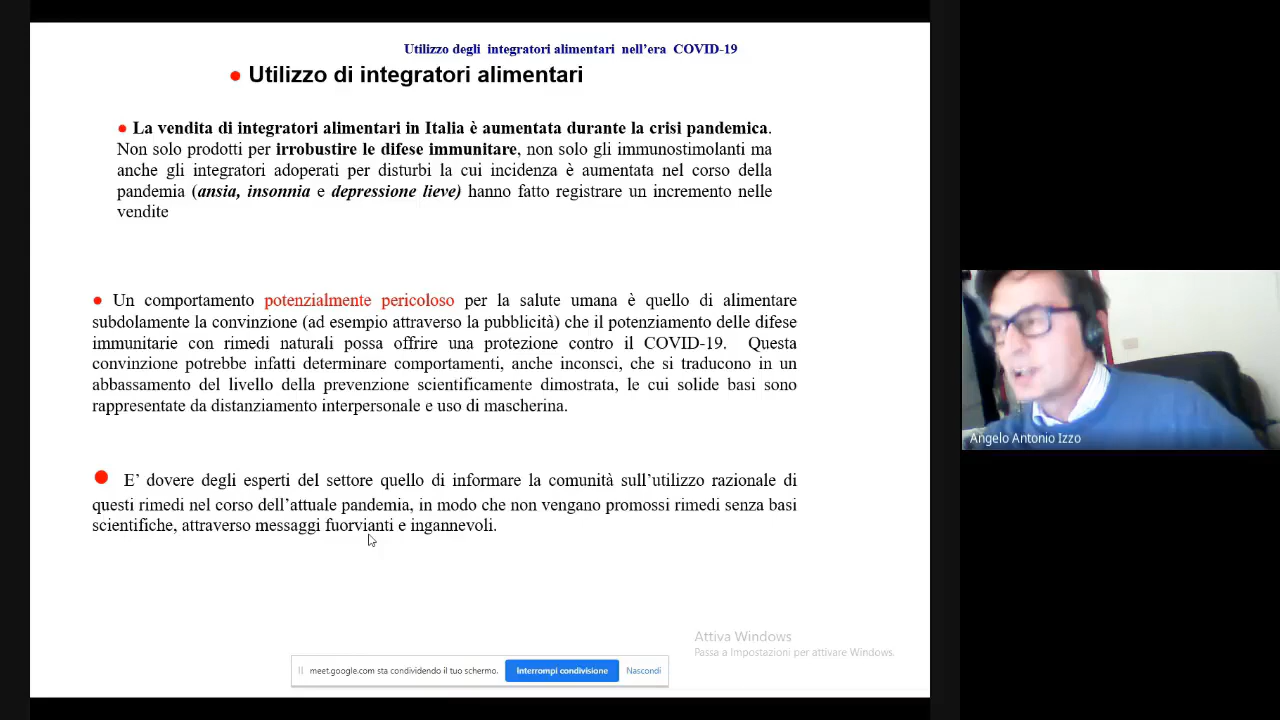 Utilizzo degli integratori alimentari nell'era COVID-19
● Utilizzo di integratori alimentari
● La vendita di integratori alimentari in Italia è aumentata durante la crisi pandemica.
Non solo prodotti per irrobustire le difese immunitare, non solo gli immunostimolanti ma
anche gli integratori adoperati per disturbi la cui incidenza è aumentata nel corso della
pandemia (ansia, insonnia e depressione lieve) hanno fatto registrare un incremento nelle
vendite
● Un comportamento potenzialmente pericoloso per la salute umana è quello di alimentare
subdolamente la convinzione (ad esempio attraverso la pubblicità) che il potenziamento delle difese
immunitarie con rimedi naturali possa offrire una protezione contro il COVID-19. Questa
convinzione potrebbe infatti determinare comportamenti, anche inconsci, che si traducono in un
abbassamento del livello della prevenzione scientificamente dimostrata, le cui solide basi sono
rappresentate da distanziamento interpersonale e uso di mascherina.
● E' dovere degli esperti del settore quello di informare la comunità sull'utilizzo razionale di
questi rimedi nel corso dell'attuale pandemia, in modo che non vengano promossi rimedi senza basi
scientifiche, attraverso messaggi fuorvianti e ingannevoli.
Angelo Antonio Izzo
Attiva Windows
Passa a Impostazioni per attivare Windows.
meet.google.com sta condividendo il tuo schermo. Interrompi condivisione Nascondi